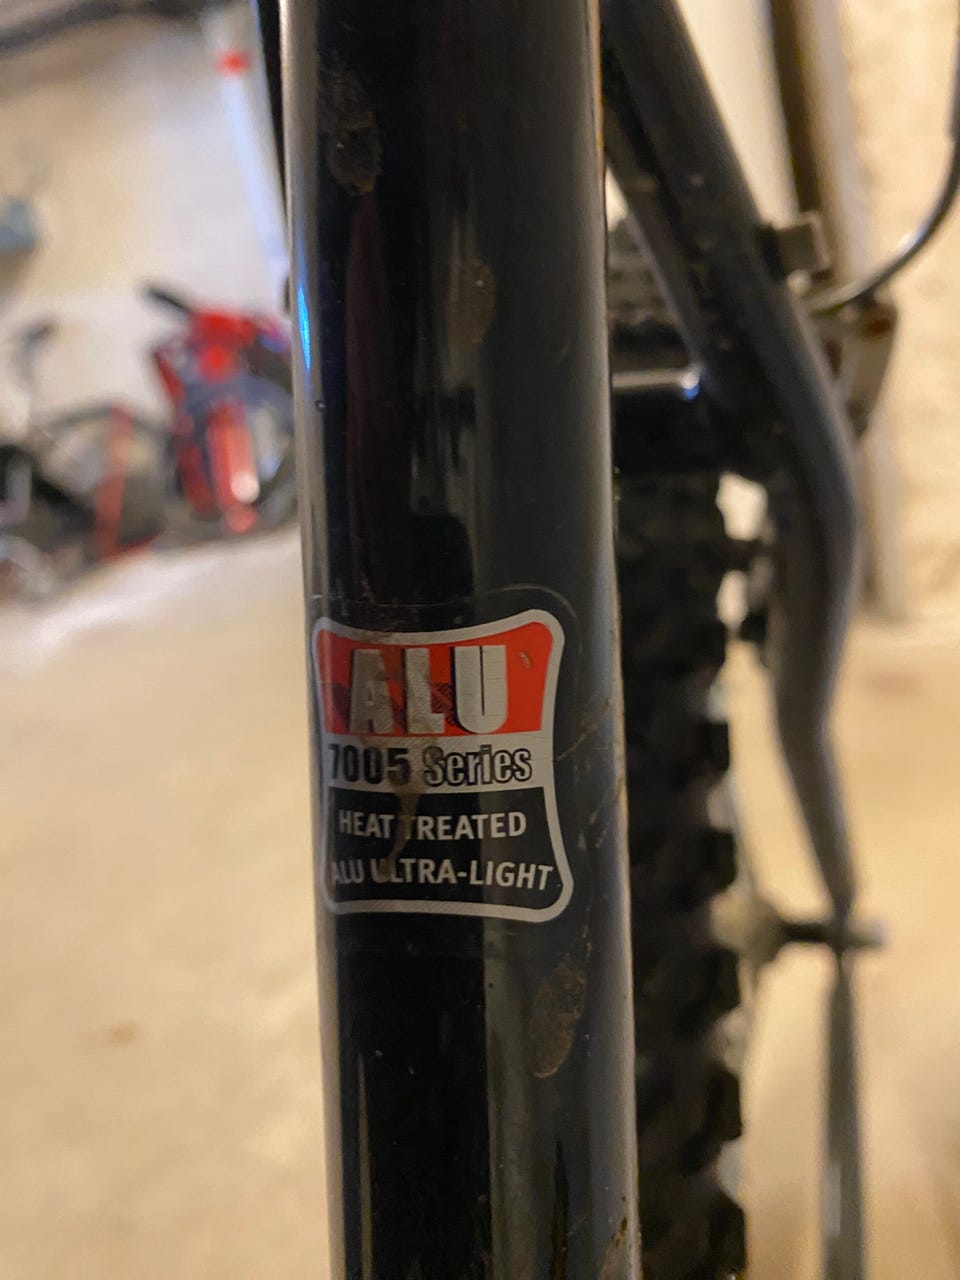 ALU
7005 Series
HEAT TREATED
ALU ULTRA-LIGHT